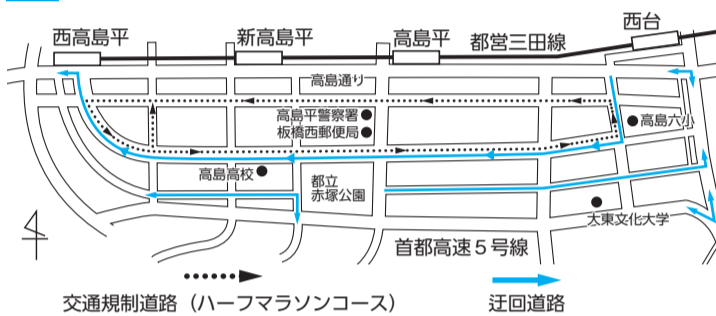 西高島平
新高島平
高島平
都営三田線
西台
高島通り
高島平警察署
板橋西郵便局
高島六小
高島高校
都立
赤塚公園
大東文化大学
首都高速5号線
交通規制道路（ハーフマラソンコース）
迂回道路